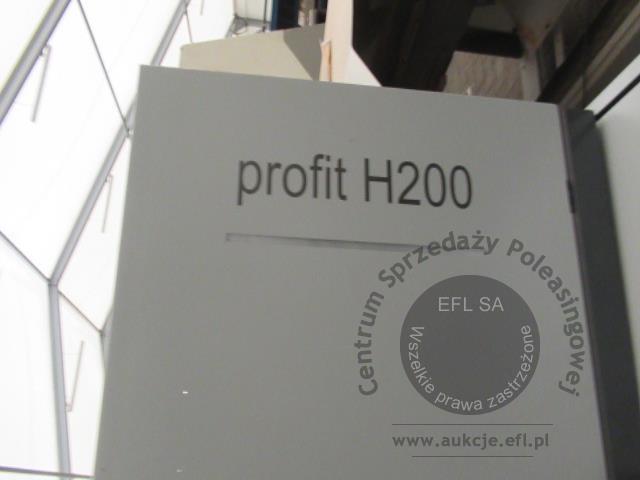 profit H200
Centrum Sprzedaży Poleasingowej
EFL SA
Wszelkie prawa zastrzeżone
www.aukcje.efl.pl